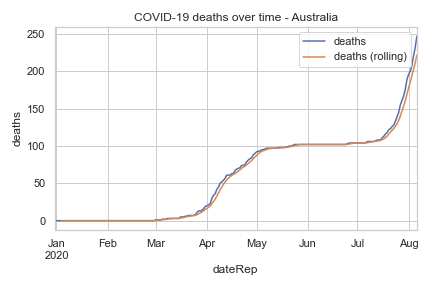 COVID-19 deaths over time - Australia
deaths
deaths (rolling)
250
200
150
100
50
0
deaths
Jan Feb Mar Apr May Jun Jul Aug
2020
dateRep